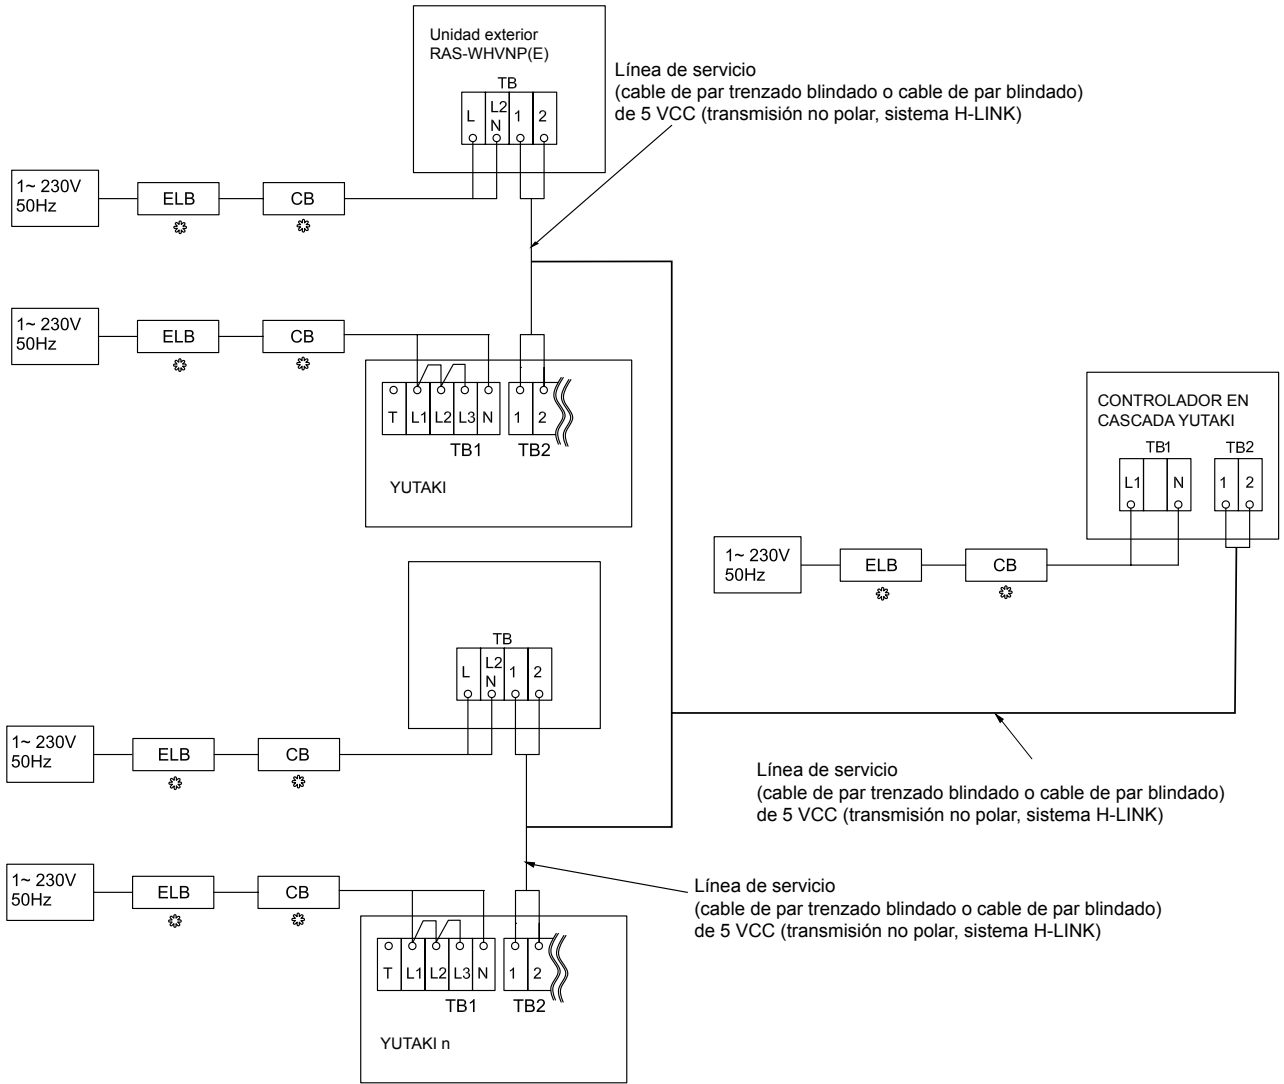 Unidad exterior
RAS-WHVNP(E)
TB
L L2 N 1 2
Línea de servicio
(cable de par trenzado blindado o cable de par blindado)
de 5 VCC (transmisión no polar, sistema H-LINK)
1~ 230V
50Hz
ELB
CB
1~ 230V
50Hz
ELB
CB
T L1 L2 L3 N 1 2
TB1 TB2
YUTAKI
CONTROLADOR EN
CASCADA YUTAKI
TB1 TB2
L1 N 1 2
1~ 230V
50Hz
ELB
CB
TB
L L2 N 1 2
1~ 230V
50Hz
ELB
CB
Línea de servicio
(cable de par trenzado blindado o cable de par blindado)
de 5 VCC (transmisión no polar, sistema H-LINK)
1~ 230V
50Hz
ELB
CB
Línea de servicio
(cable de par trenzado blindado o cable de par blindado)
de 5 VCC (transmisión no polar, sistema H-LINK)
T L1 L2 L3 N 1 2
TB1 TB2
YUTAKI n